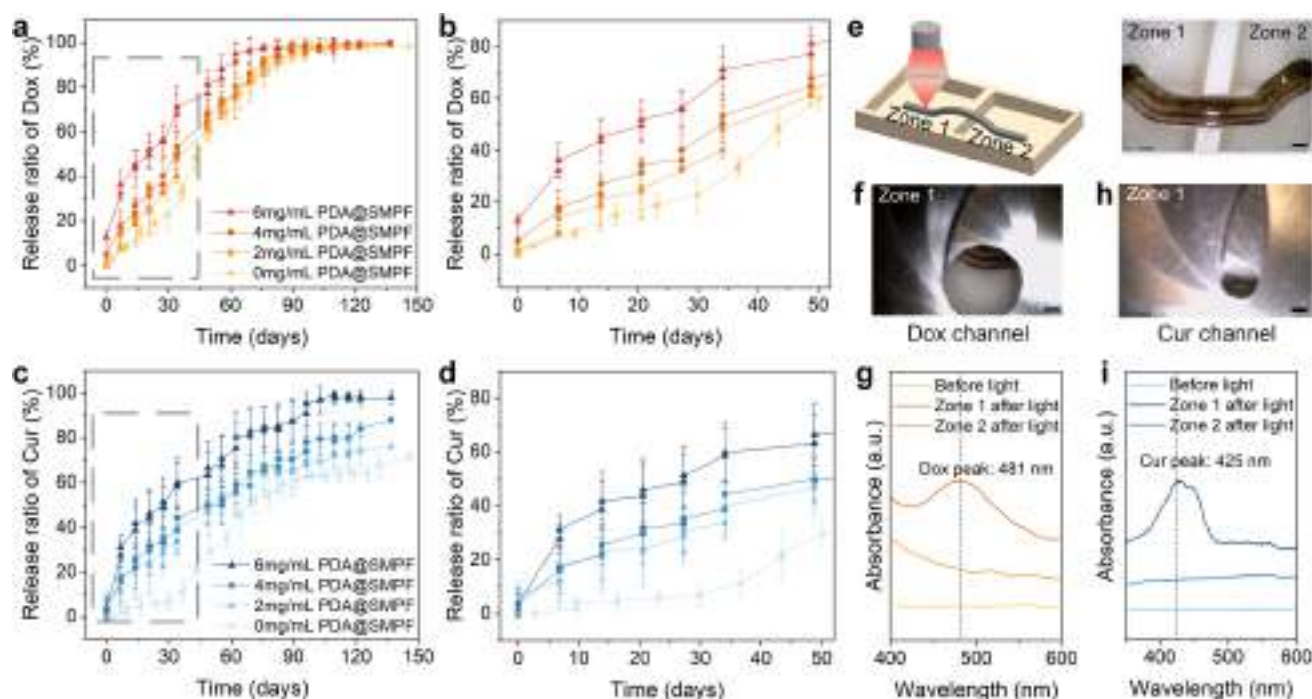 a
Release ratio of Dox (%)
100
80
60
40
20
0
6mg/mL PDA@SMPF
4mg/mL PDA@SMPF
2mg/mL PDA@SMPF
0mg/mL PDA@SMPF
0 30 60 90 120 150
Time (days)
b
Release ratio of Dox (%)
80
60
40
20
0
0 10 20 30 40 50
Time (days)
e
Zone 1
Zone 2
Zone 1 Zone 2
f
Zone 1
Dox channel
h
Zone 1
Cur channel
c
Release ratio of Cur (%)
100
80
60
40
20
0
6mg/mL PDA@SMPF
4mg/mL PDA@SMPF
2mg/mL PDA@SMPF
0mg/mL PDA@SMPF
0 30 60 90 120 150
Time (days)
d
Release ratio of Cur (%)
80
60
40
20
0
0 10 20 30 40 50
Time (days)
g
Absorbance (a.u.)
Before light
Zone 1 after light
Zone 2 after light
Dox peak: 481 nm
400 500 600
Wavelength (nm)
i
Absorbance (a.u.)
Before light
Zone 1 after light
Zone 2 after light
Cur peak: 425 nm
400 500 600
Wavelength (nm)